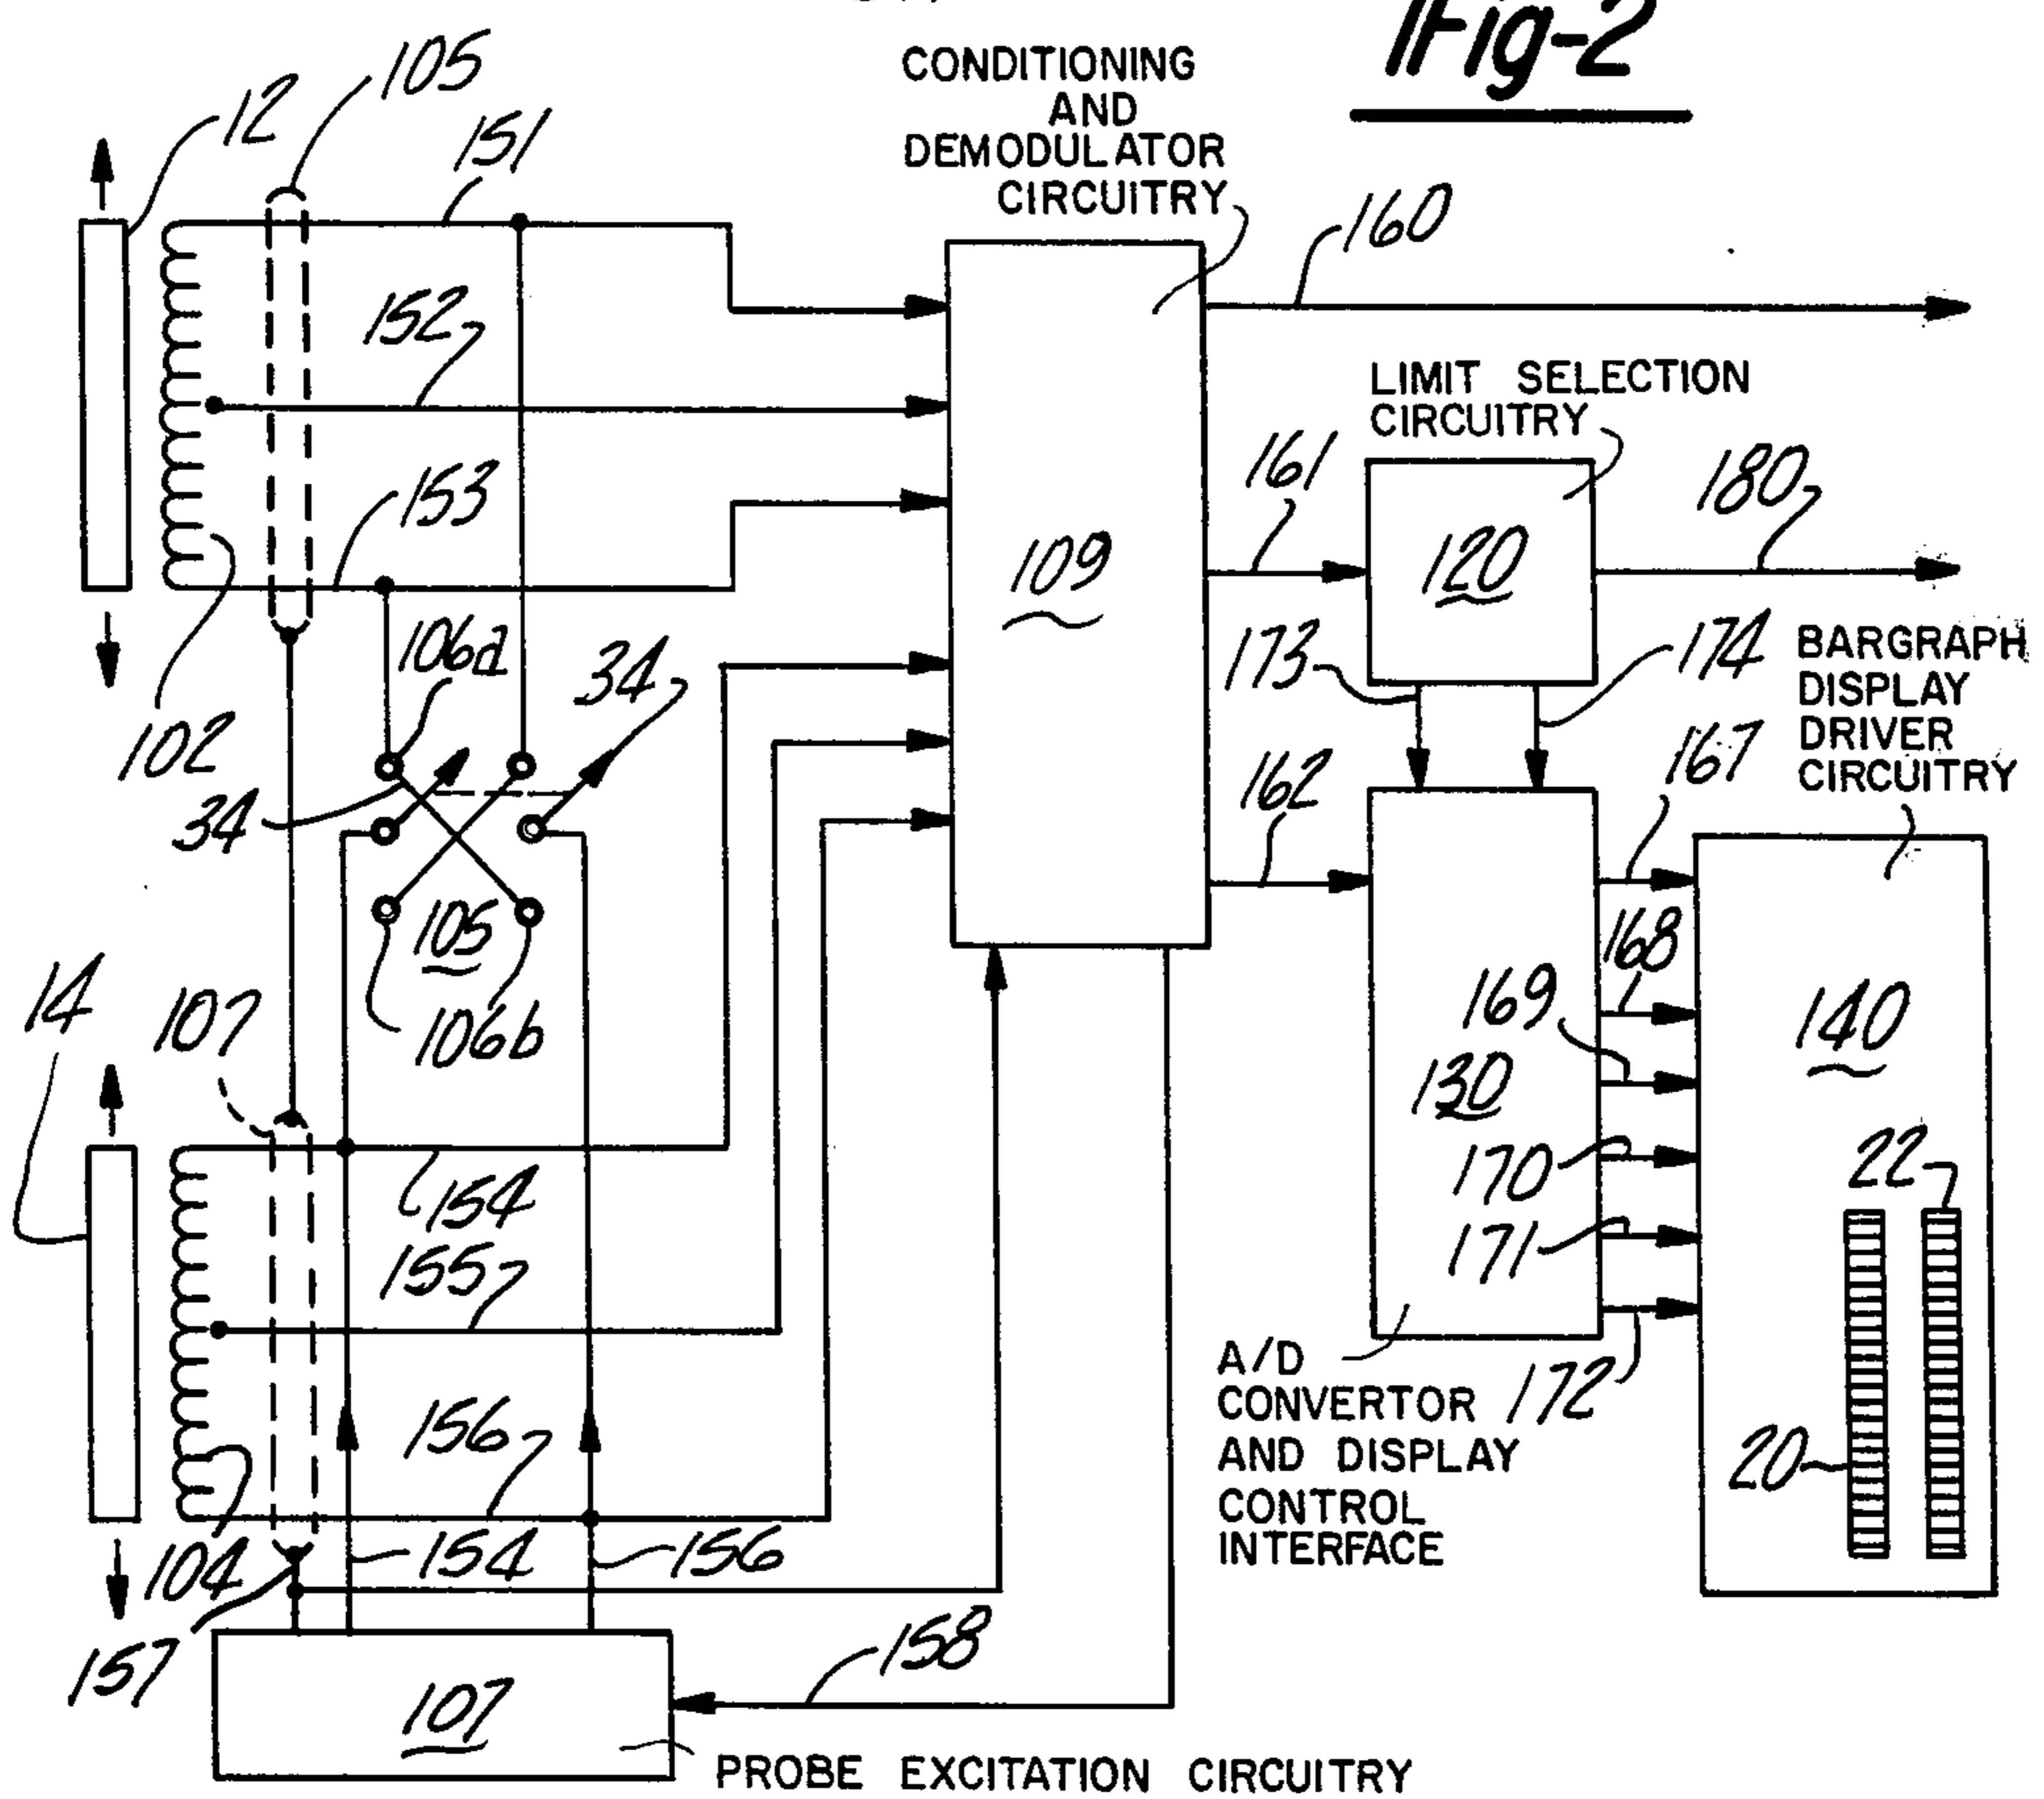 Fig-2
CONDITIONING
AND
DEMODULATOR
CIRCUITRY
105
12
151
160
152
LIMIT SELECTION
CIRCUITRY
161
180
153
109
120
106a
34
173
174
BARGRAPH
DISPLAY
DRIVER
CIRCUITRY
102
34
162
167
105
168
14
107
106b
169
140
130
22
154
170
155
171
A/D
CONVERTOR
AND DISPLAY
CONTROL
INTERFACE
172
156
20
104
154
156
157
158
107
PROBE EXCITATION CIRCUITRY